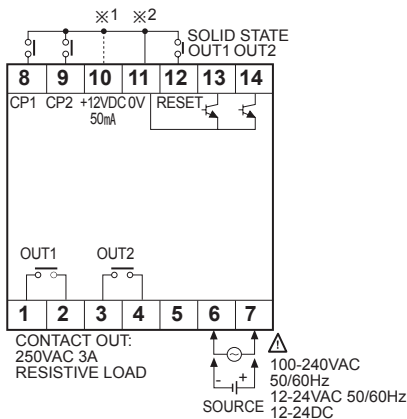 ※1 ※2
SOLID STATE
OUT1 OUT2
8 9 10 11 12 13 14
CP1 CP2 +12VDC 0V RESET
50mA
OUT1 OUT2
1 2 3 4 5 6 7
CONTACT OUT:
250VAC 3A
RESISTIVE LOAD
- +
SOURCE
100-240VAC
50/60Hz
12-24VAC 50/60Hz
12-24DC